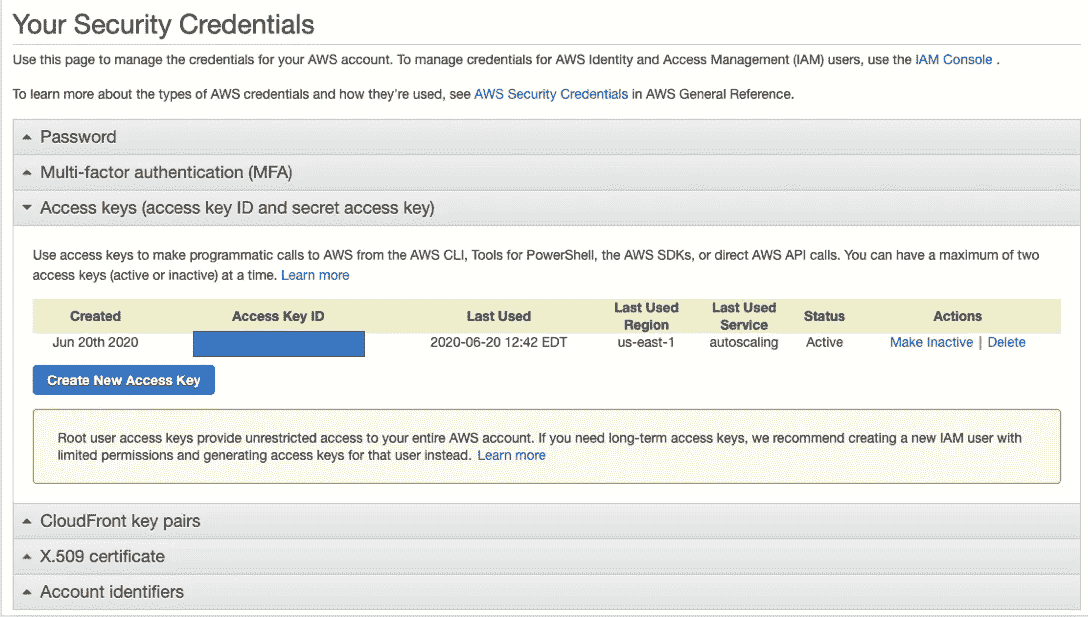 Your Security Credentials
Use this page to manage the credentials for your AWS account. To manage credentials for AWS Identity and Access Management (IAM) users, use the IAM Console .
To learn more about the types of AWS credentials and how they're used, see AWS Security Credentials in AWS General Reference.
Password
Multi-factor authentication (MFA)
Access keys (access key ID and secret access key)
Use access keys to make programmatic calls to AWS from the AWS CLI, Tools for PowerShell, the AWS SDKs, or direct AWS API calls. You can have a maximum of two
access keys (active or inactive) at a time. Learn more
Created Access Key ID Last Used Last Used Region Last Used Service Status Actions
Jun 20th 2020 2020-06-20 12:42 EDT us-east-1 autoscaling Active Make Inactive | Delete
Create New Access Key
Root user access keys provide unrestricted access to your entire AWS account. If you need long-term access keys, we recommend creating a new IAM user with
limited permissions and generating access keys for that user instead. Learn more
CloudFront key pairs
X.509 certificate
Account identifiers